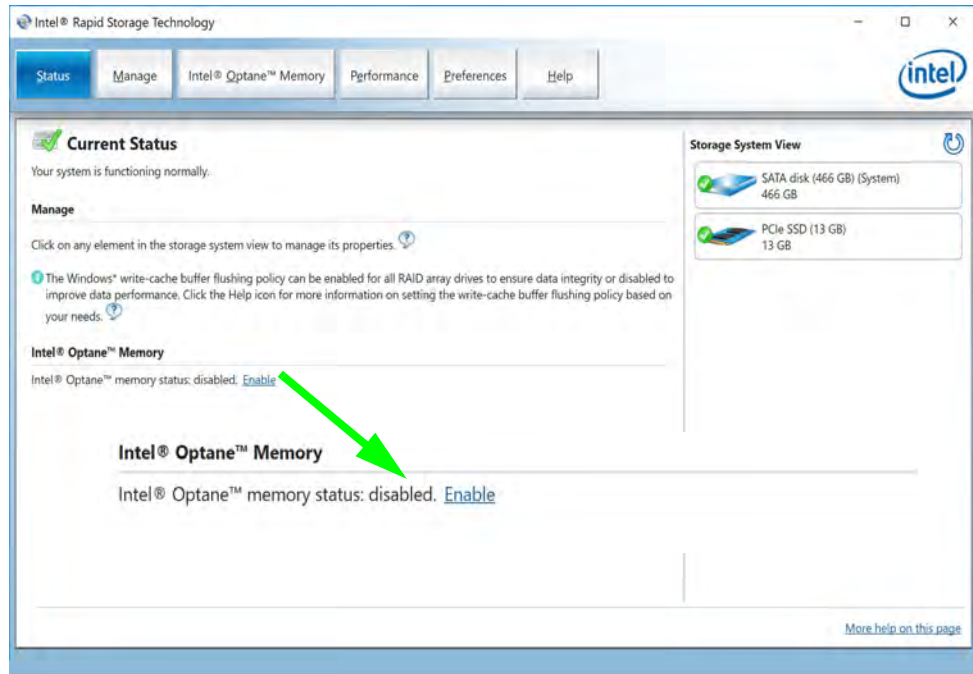 Intel® Rapid Storage Technology
Status
Manage
Intel® Optane™ Memory
Performance
Preferences
Help
intel
Current Status
Your system is functioning normally.
Manage
Click on any element in the storage system view to manage its properties. ?
The Windows* write-cache buffer flushing policy can be enabled for all RAID array drives to ensure data integrity or disabled to
improve data performance. Click the Help icon for more information on setting the write-cache buffer flushing policy based on
your needs. ?
Intel® Optane™ Memory
Intel® Optane™ memory status: disabled. Enable
Intel® Optane™ Memory
Intel® Optane™ memory status: disabled. Enable
Storage System View
SATA disk (466 GB) (System)
466 GB
PCIe SSD (13 GB)
13 GB
More help on this page